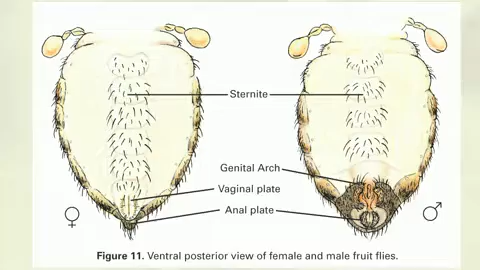 Sternite
Genital Arch
Vaginal plate
Anal plate
♀
♂
Figure 11. Ventral posterior view of female and male fruit flies.